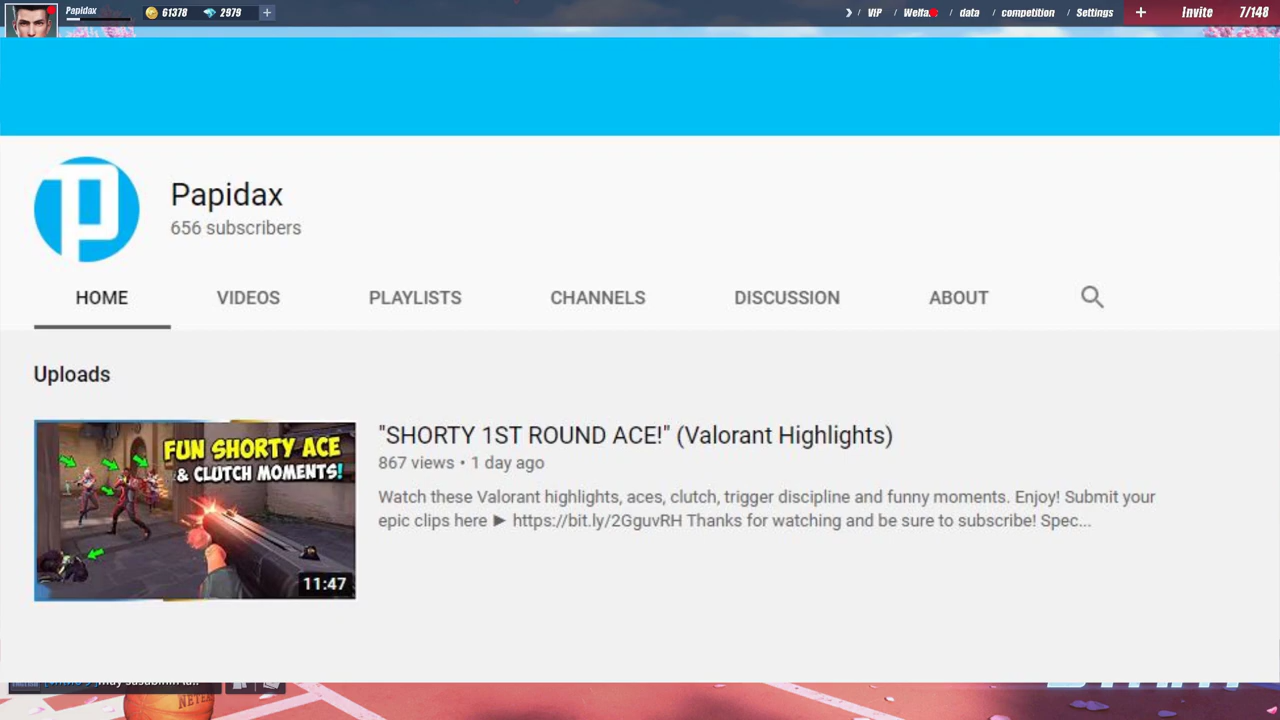 Papidax
61378
2979
+
VIP / Welfa / data / competition / Settings
+ Invite 7/148
Papidax
656 subscribers
HOME
VIDEOS
PLAYLISTS
CHANNELS
DISCUSSION
ABOUT
Uploads
FUN SHORTY ACE
& CLUTCH MOMENTS!
11:47
"SHORTY 1ST ROUND ACE!" (Valorant Highlights)
867 views • 1 day ago
Watch these Valorant highlights, aces, clutch, trigger discipline and funny moments. Enjoy! Submit your
epic clips here ► https://bit.ly/2GguvRH Thanks for watching and be sure to subscribe! Spec...